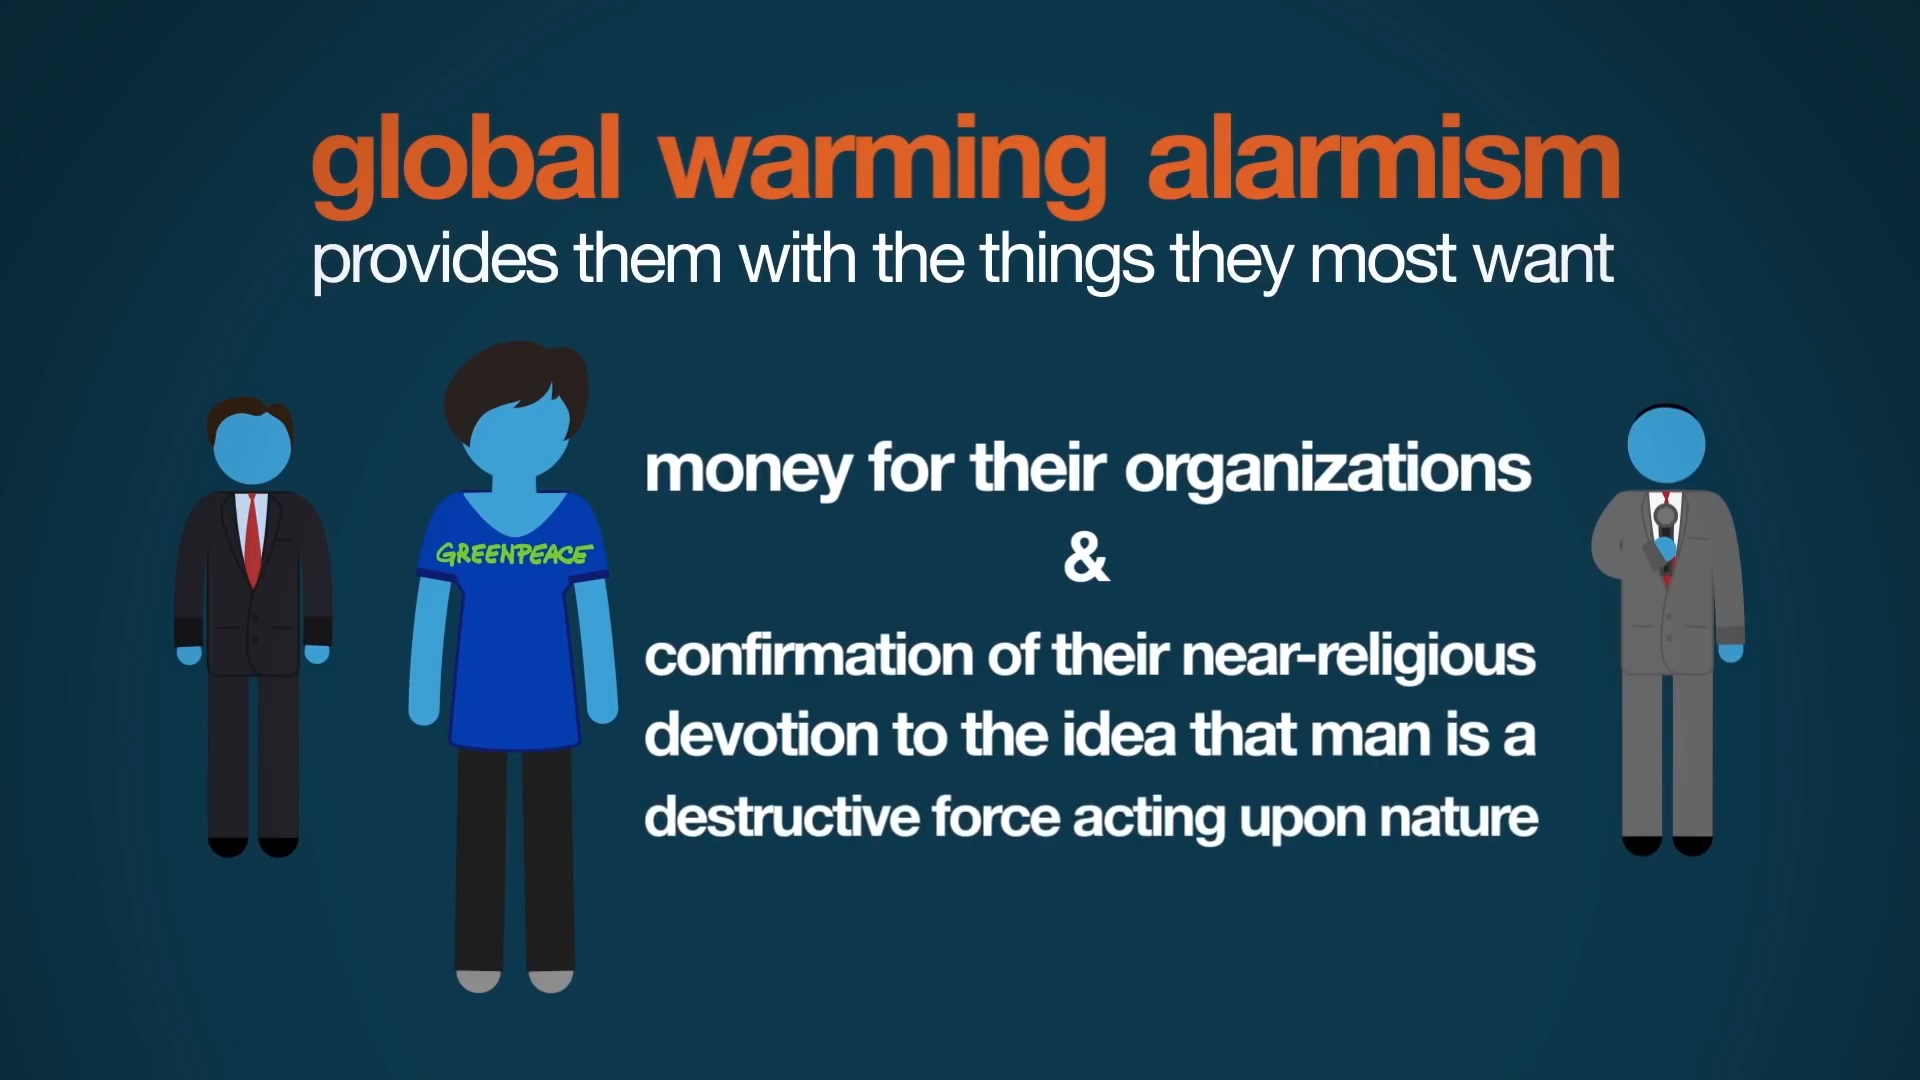 global warming alarmism
provides them with the things they most want
GREENPEACE
money for their organizations
&
confirmation of their near-religious
devotion to the idea that man is a
destructive force acting upon nature